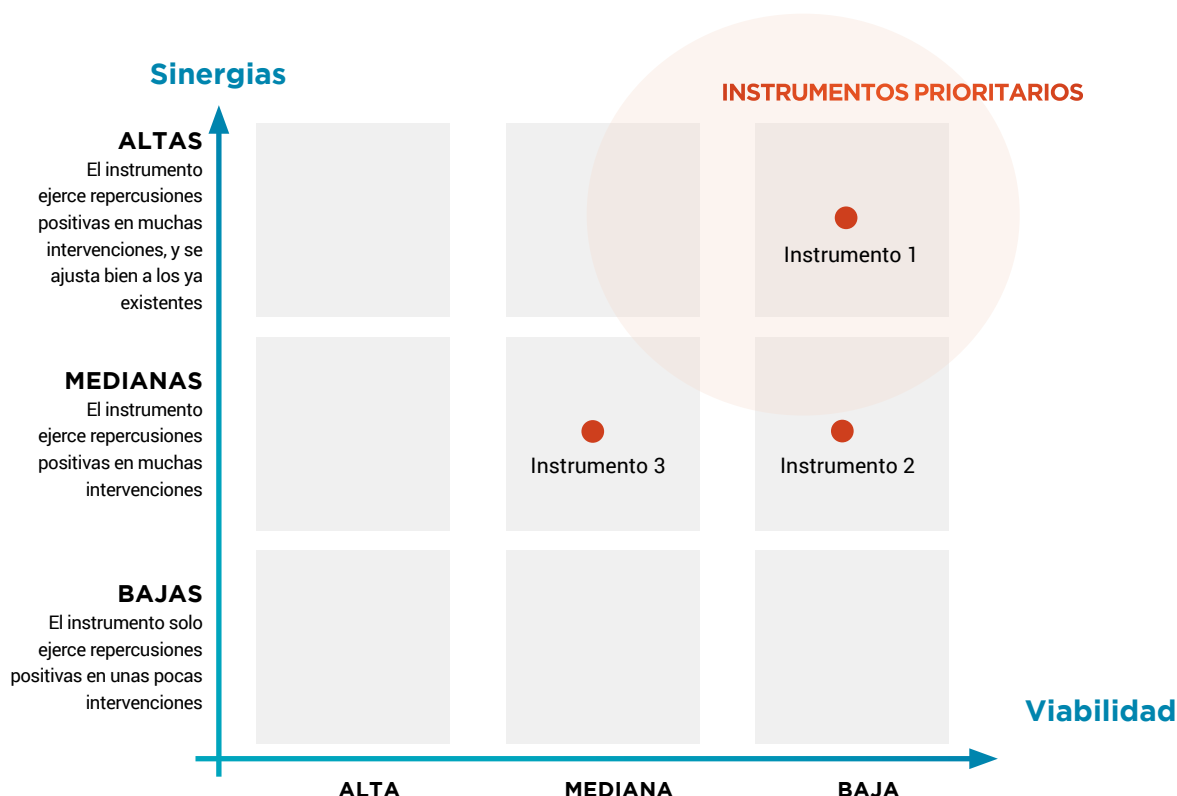 Sinergias
INSTRUMENTOS PRIORITARIOS
ALTAS
El instrumento
ejerce repercusiones
positivas en muchas
intervenciones, y se
ajusta bien a los ya
existentes
Instrumento 1
MEDIANAS
El instrumento
ejerce repercusiones
positivas en muchas
intervenciones
Instrumento 3
Instrumento 2
BAJAS
El instrumento solo
ejerce repercusiones
positivas en unas pocas
intervenciones
Viabilidad
ALTA
MEDIANA
BAJA